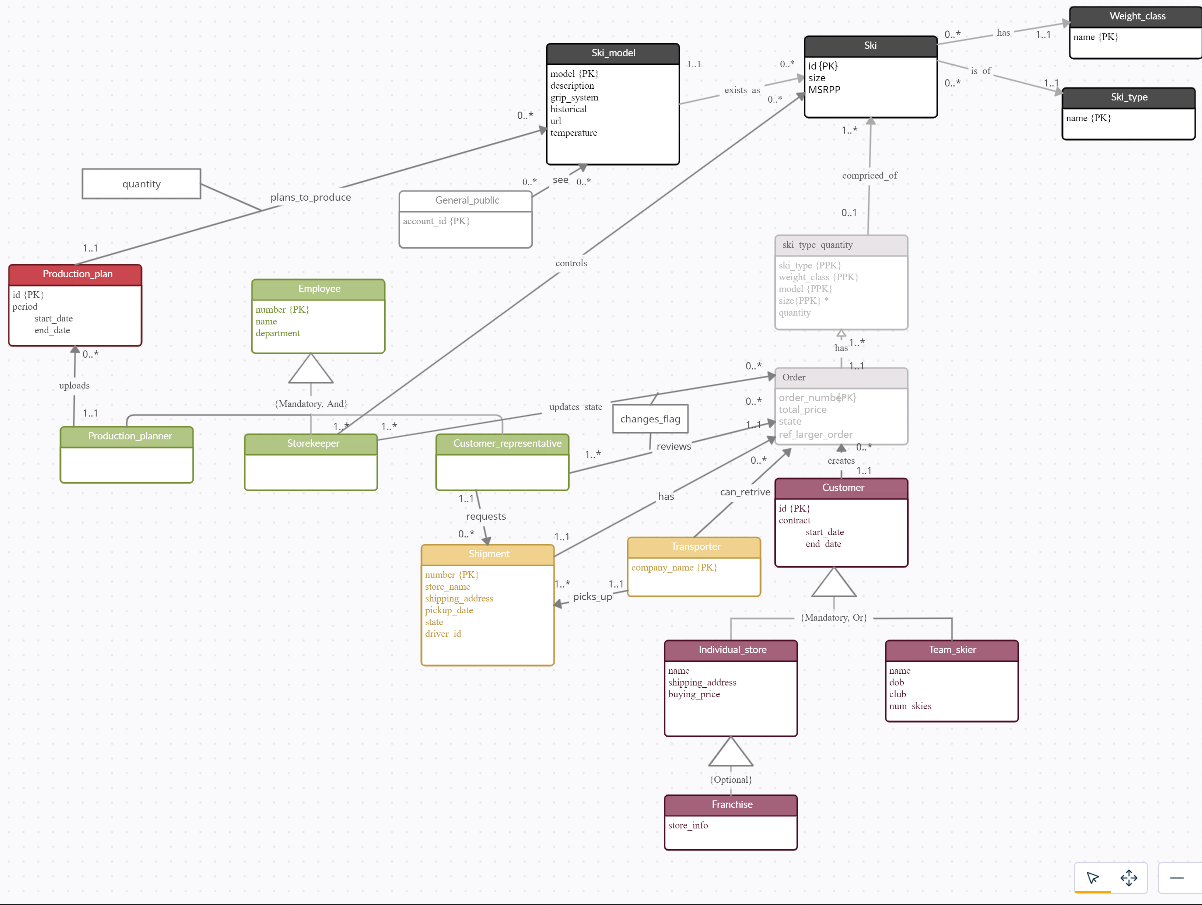 Weight_class
name {PK}
has
0..*
1..1
Ski
id {PK}
size
MSRPP
is of
0..*
1..1
Ski_type
name {PK}
Ski_model
model {PK}
description
grip_system
historical
url
temperature
1..1
exists as
0..*
0..*
0..*
plans_to_produce
quantity
1..1
see
0..*
0..*
General_public
account_id {PK}
1..*
compriced_of
0..1
controls
ski type quantity
ski_type {PPK}
weight_class {PPK}
model {PPK}
size{PPK} *
quantity
Production_plan
id {PK}
period
start_date
end_date
0..*
uploads
1..1
Employee
number {PK}
name
department
{Mandatory, And}
Production_planner
Storekeeper
1..*
1..*
Customer_representative
updates state
0..*
changes_flag
0..*
has
1..*
1..1
Order
order_number{PK}
total_price
state
ref_larger_order
1..*
reviews
1..1
0..*
creates
1..1
0..*
can_retrive
has
1..1
1..1
requests
0..*
Shipment
number {PK}
store_name
shipping_address
pickup_date
state
driver_id
1..*
picks_up
1..1
Transporter
company_name {PK}
Customer
id {PK}
contract
start_date
end_date
{Mandatory, Or}
Individual_store
name
shipping_address
buying_price
Team_skier
name
dob
club
num_skies
{Optional}
Franchise
store_info